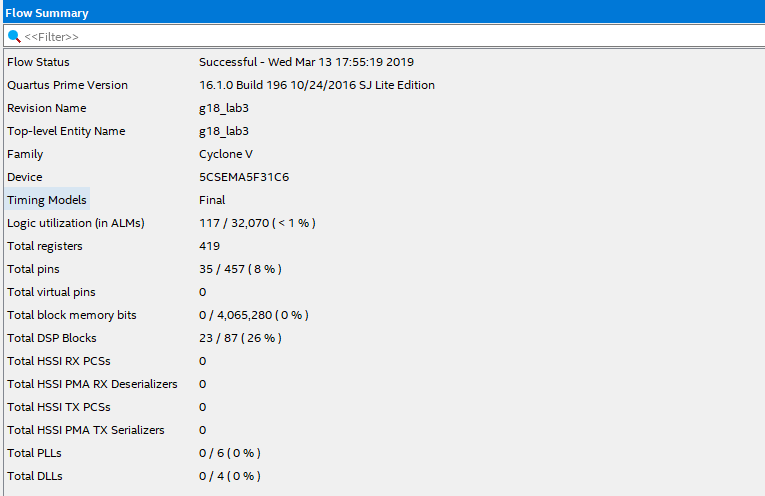 Flow Summary
<<Filter>>
Flow Status Successful - Wed Mar 13 17:55:19 2019
Quartus Prime Version 16.1.0 Build 196 10/24/2016 SJ Lite Edition
Revision Name g18_lab3
Top-level Entity Name g18_lab3
Family Cyclone V
Device 5CSEMA5F31C6
Timing Models Final
Logic utilization (in ALMs) 117 / 32,070 ( < 1 % )
Total registers 419
Total pins 35 / 457 ( 8 % )
Total virtual pins 0
Total block memory bits 0 / 4,065,280 ( 0 % )
Total DSP Blocks 23 / 87 ( 26 % )
Total HSSI RX PCSs 0
Total HSSI PMA RX Deserializers 0
Total HSSI TX PCSs 0
Total HSSI PMA TX Serializers 0
Total PLLs 0 / 6 ( 0 % )
Total DLLs 0 / 4 ( 0 % )